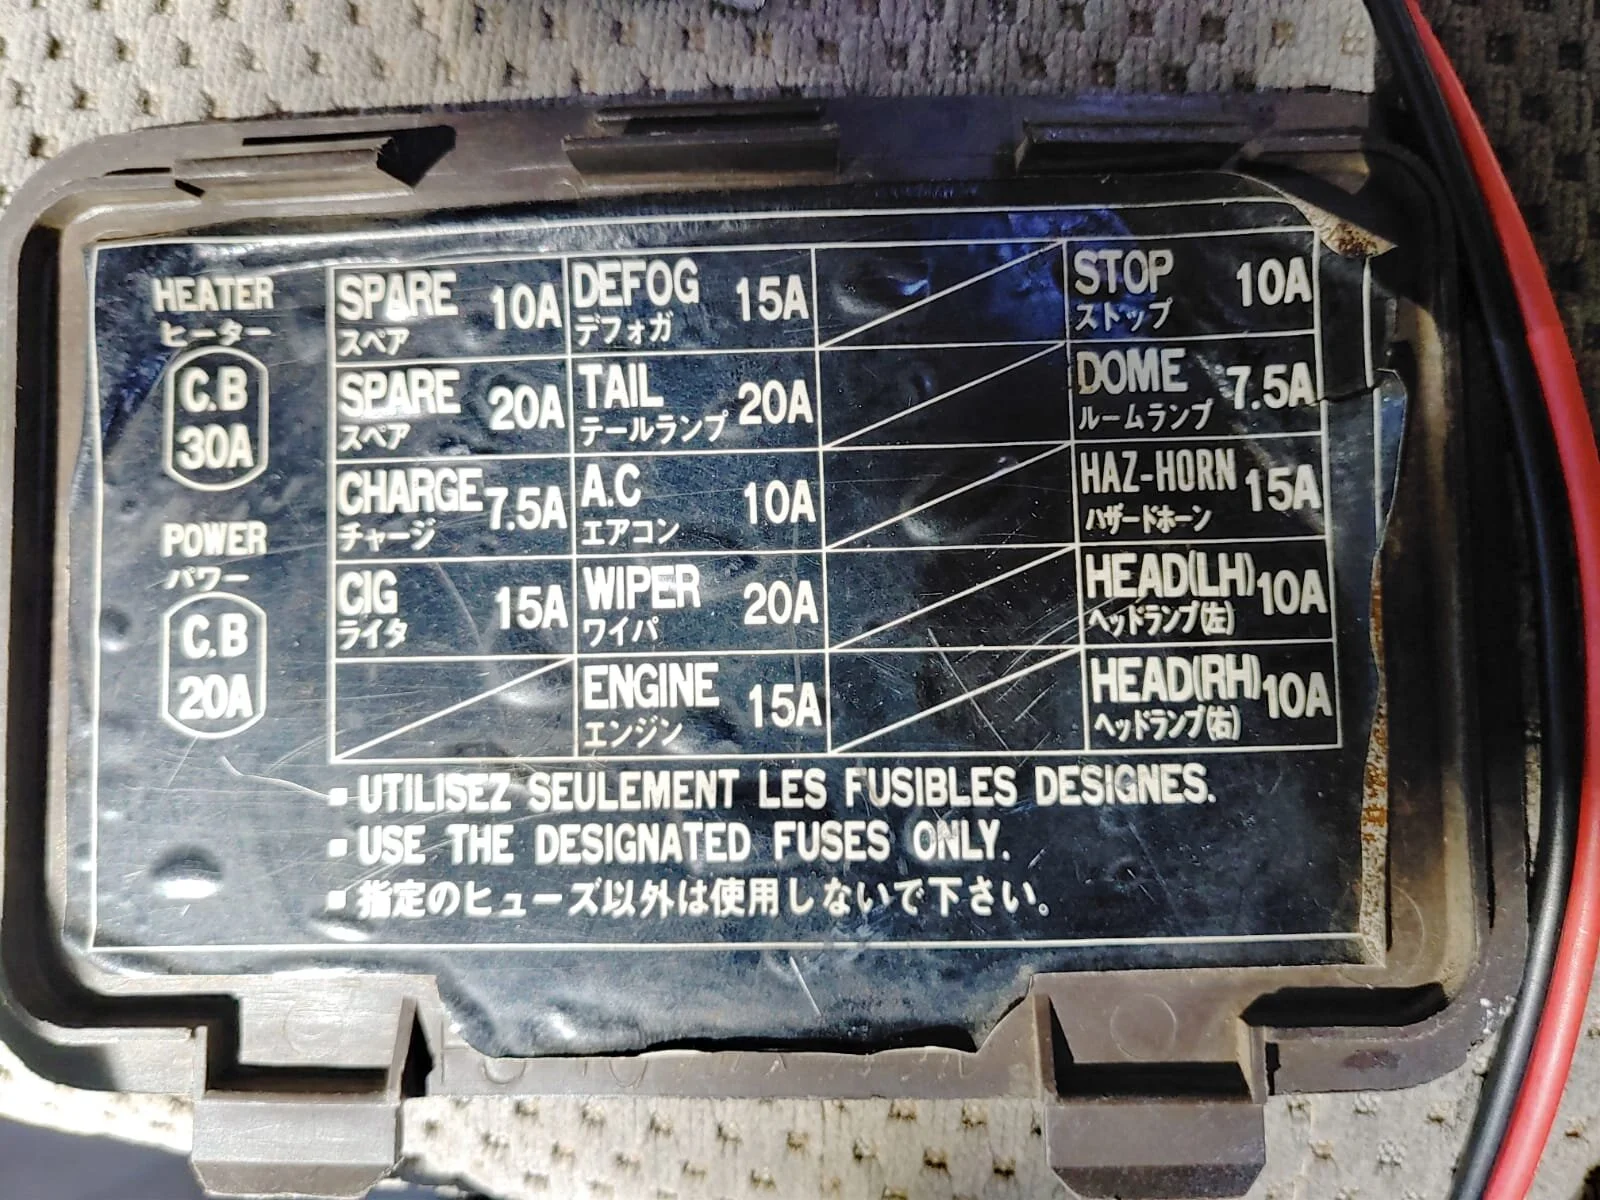 HEATER
ヒーター
C.B
30A
POWER
パワー
C.B
20A
SPARE 10A
スペア
SPARE 20A
スペア
CHARGE 7.5A
チャージ
CIG 15A
ライタ
DEFOG 15A
デフォガ
TAIL 20A
テールランプ
A.C 10A
エアコン
WIPER 20A
ワイパ
ENGINE 15A
エンジン
STOP 10A
ストップ
DOME 7.5A
ルームランプ
HAZ-HORN 15A
ハザードホーン
HEAD(LH) 10A
ヘッドランプ(左)
HEAD(RH) 10A
ヘッドランプ(右)
▪ UTILISEZ SEULEMENT LES FUSIBLES DESIGNES.
▪ USE THE DESIGNATED FUSES ONLY.
▪ 指定のヒューズ以外は使用しないで下さい。